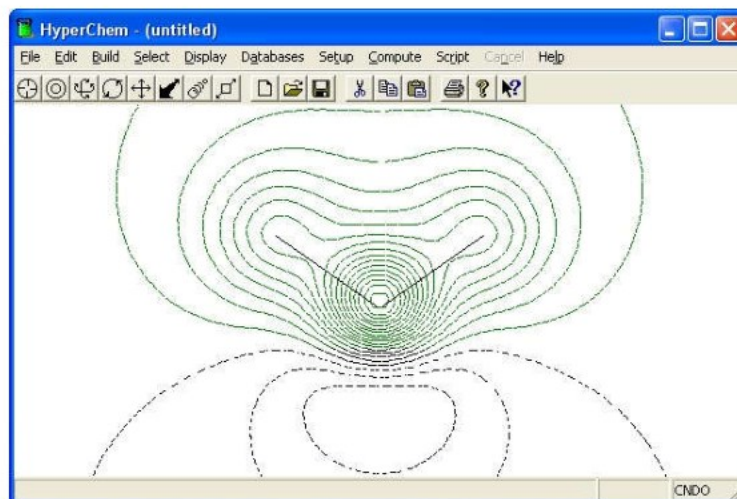 HyperChem - (untitled)
File Edit Build Select Display Databases Setup Compute Script Cancel Help
CNDO